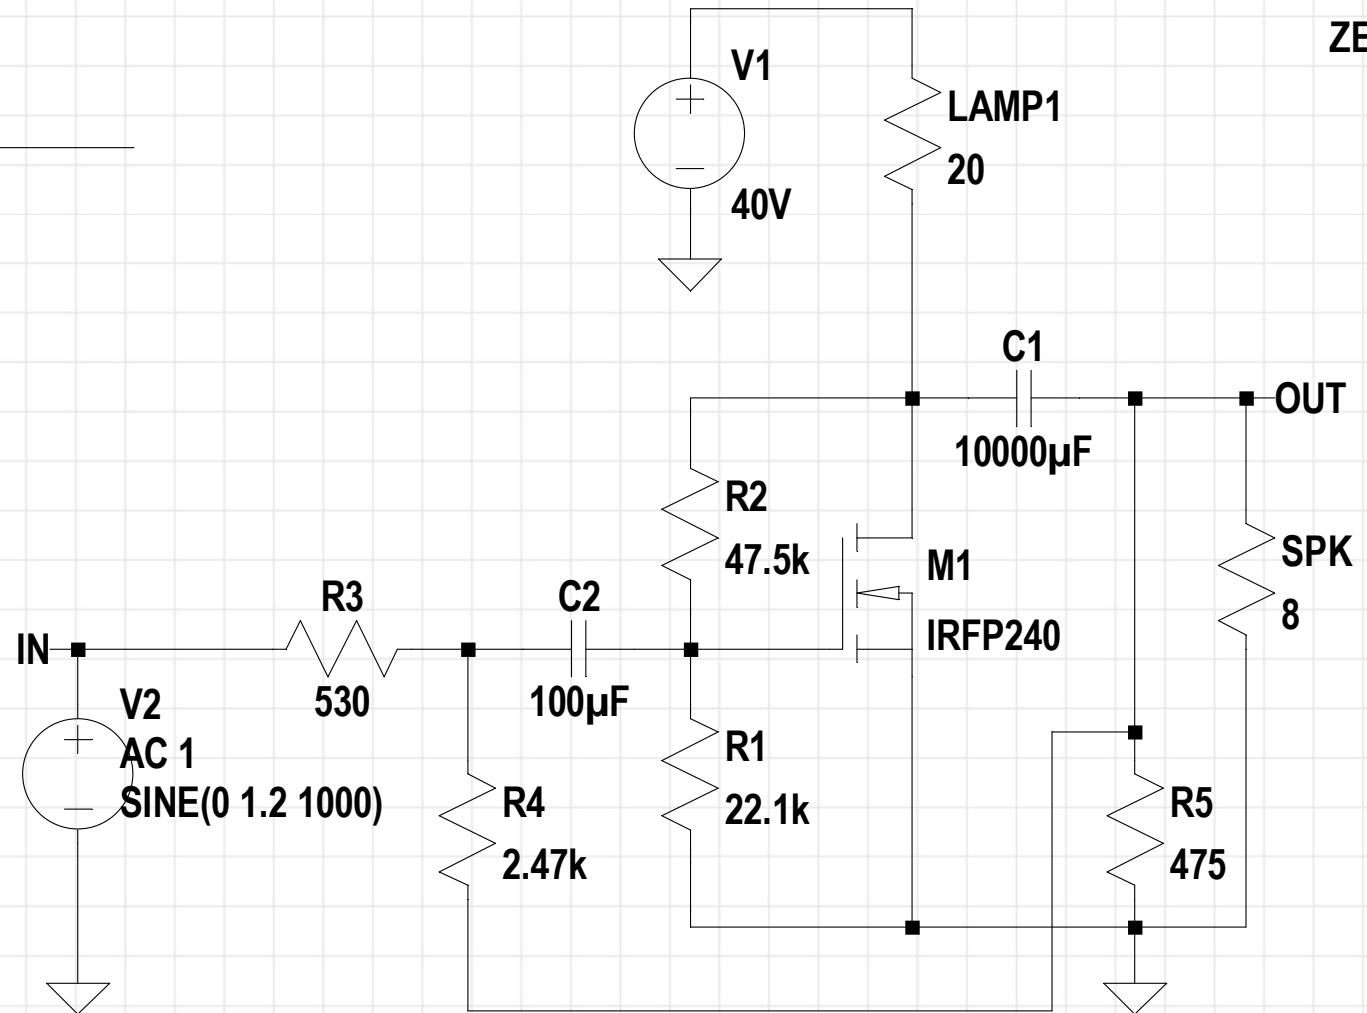 ZE
V1
40V
LAMP1
20
C1
10000µF
OUT
R2
47.5k
M1
IRFP240
SPK
8
R3
530
C2
100µF
IN
V2
AC 1
SINE(0 1.2 1000)
R4
2.47k
R1
22.1k
R5
475